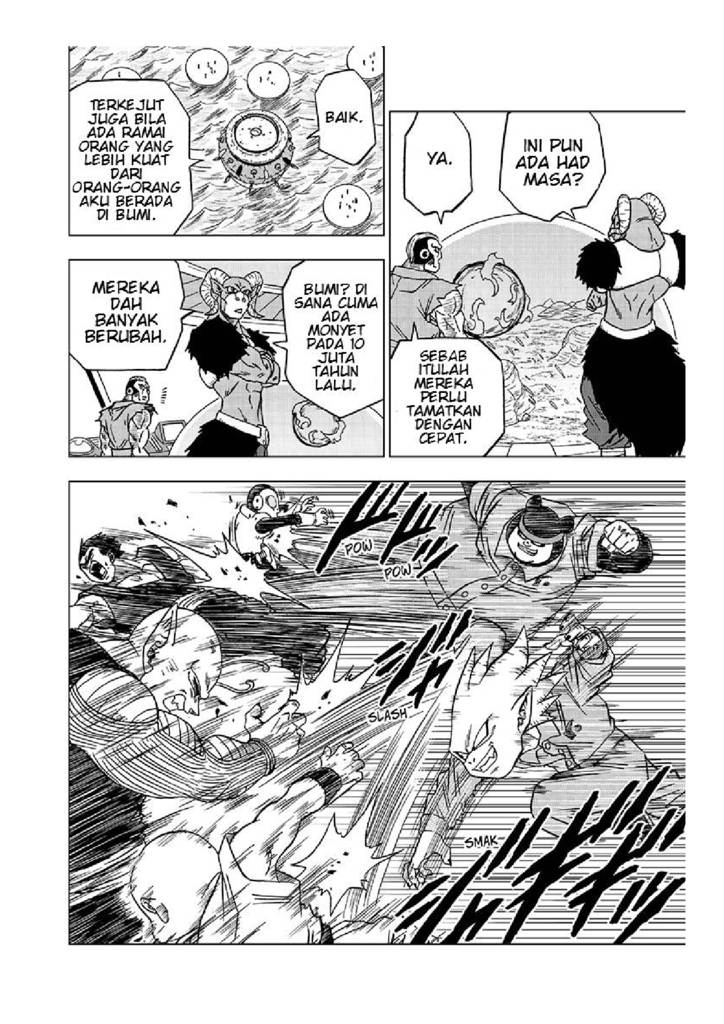 INI PUN
ADA HAD
MASA?
YA.
SEBAB
ITULAH
MEREKA
PERLU
TAMATKAN
DENGAN
CEPAT.
BAIK.
TERKEJUT
JUGA BILA
ADA RAMAI
ORANG YANG
LEBIH KUAT
DARI
ORANG-ORANG
AKU BERADA
DI BUMI.
BUMI? DI
SANA CUMA
ADA
MONYET
PADA 10
JUTA
TAHUN
LALU.
MEREKA
DAH
BANYAK
BERUBAH.
POW
POW
SLASH
SMAK